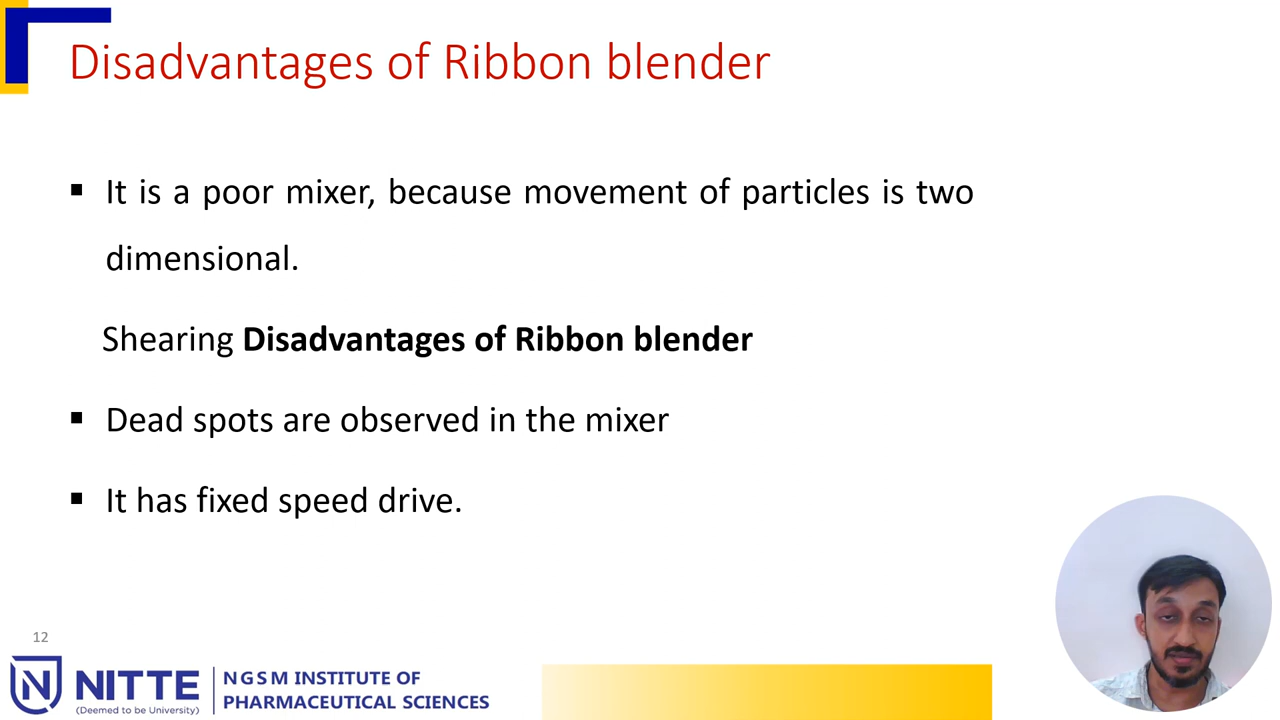 Disadvantages of Ribbon blender
▪ It is a poor mixer, because movement of particles is two
dimensional.
Shearing Disadvantages of Ribbon blender
▪ Dead spots are observed in the mixer
▪ It has fixed speed drive.
12
N NITTE
(Deemed to be University)
NGSM INSTITUTE OF
PHARMACEUTICAL SCIENCES